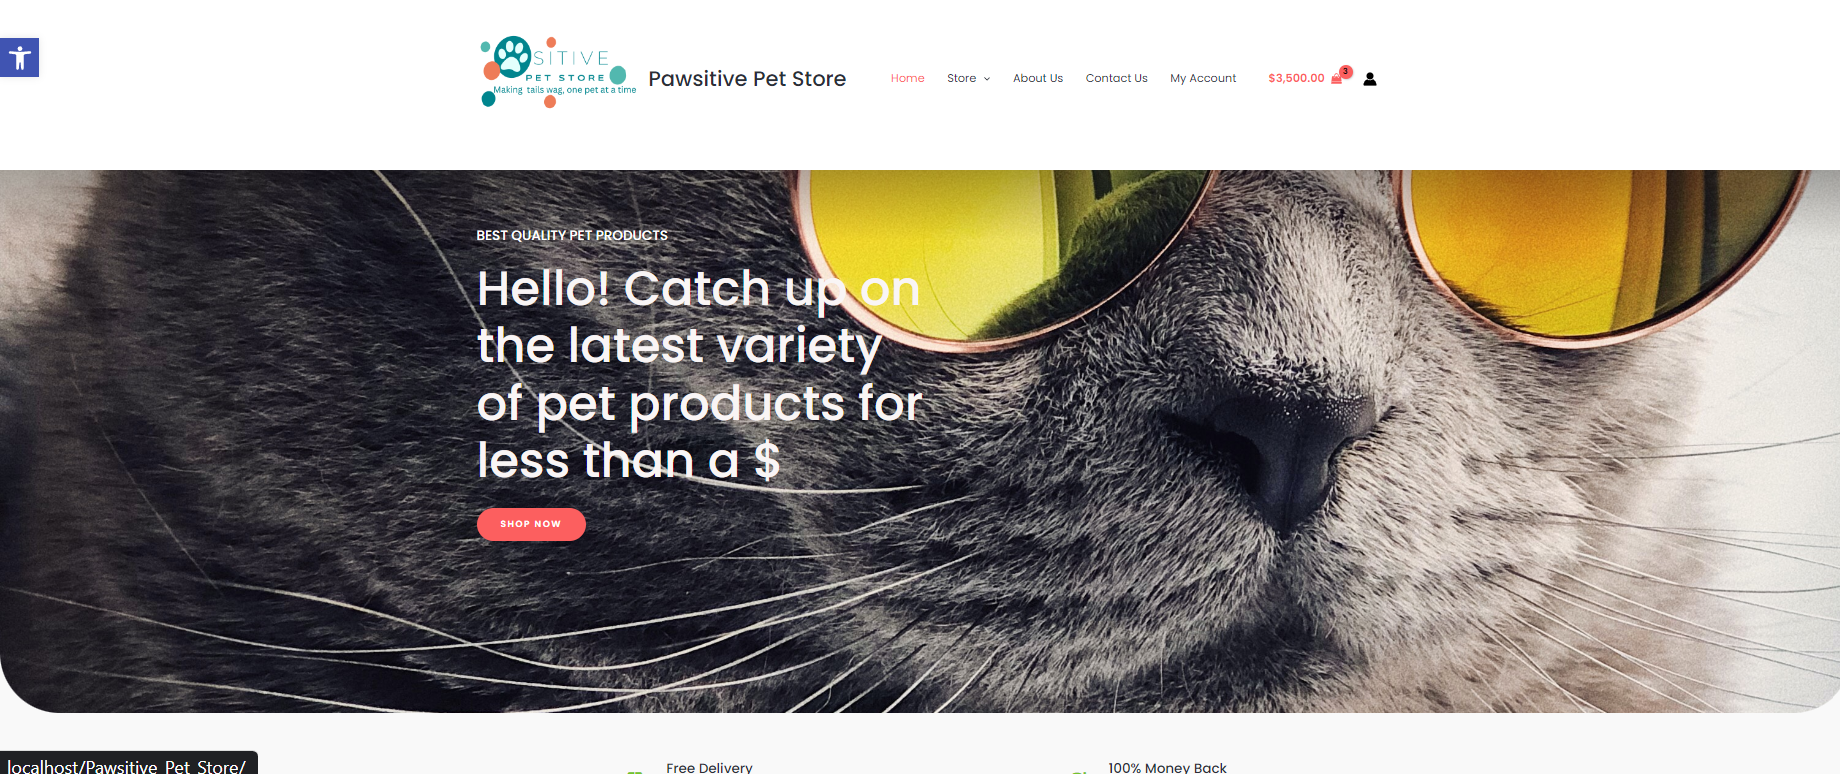 SITIVE
PET STORE
Making tails wag, one pet at a time
Pawsitive Pet Store
Home
Store
About Us
Contact Us
My Account
$3,500.00
3
BEST QUALITY PET PRODUCTS
Hello! Catch up on
the latest variety
of pet products for
less than a $
SHOP NOW
Free Delivery
100% Money Back
localhost/Pawsitive_Pet_Store/